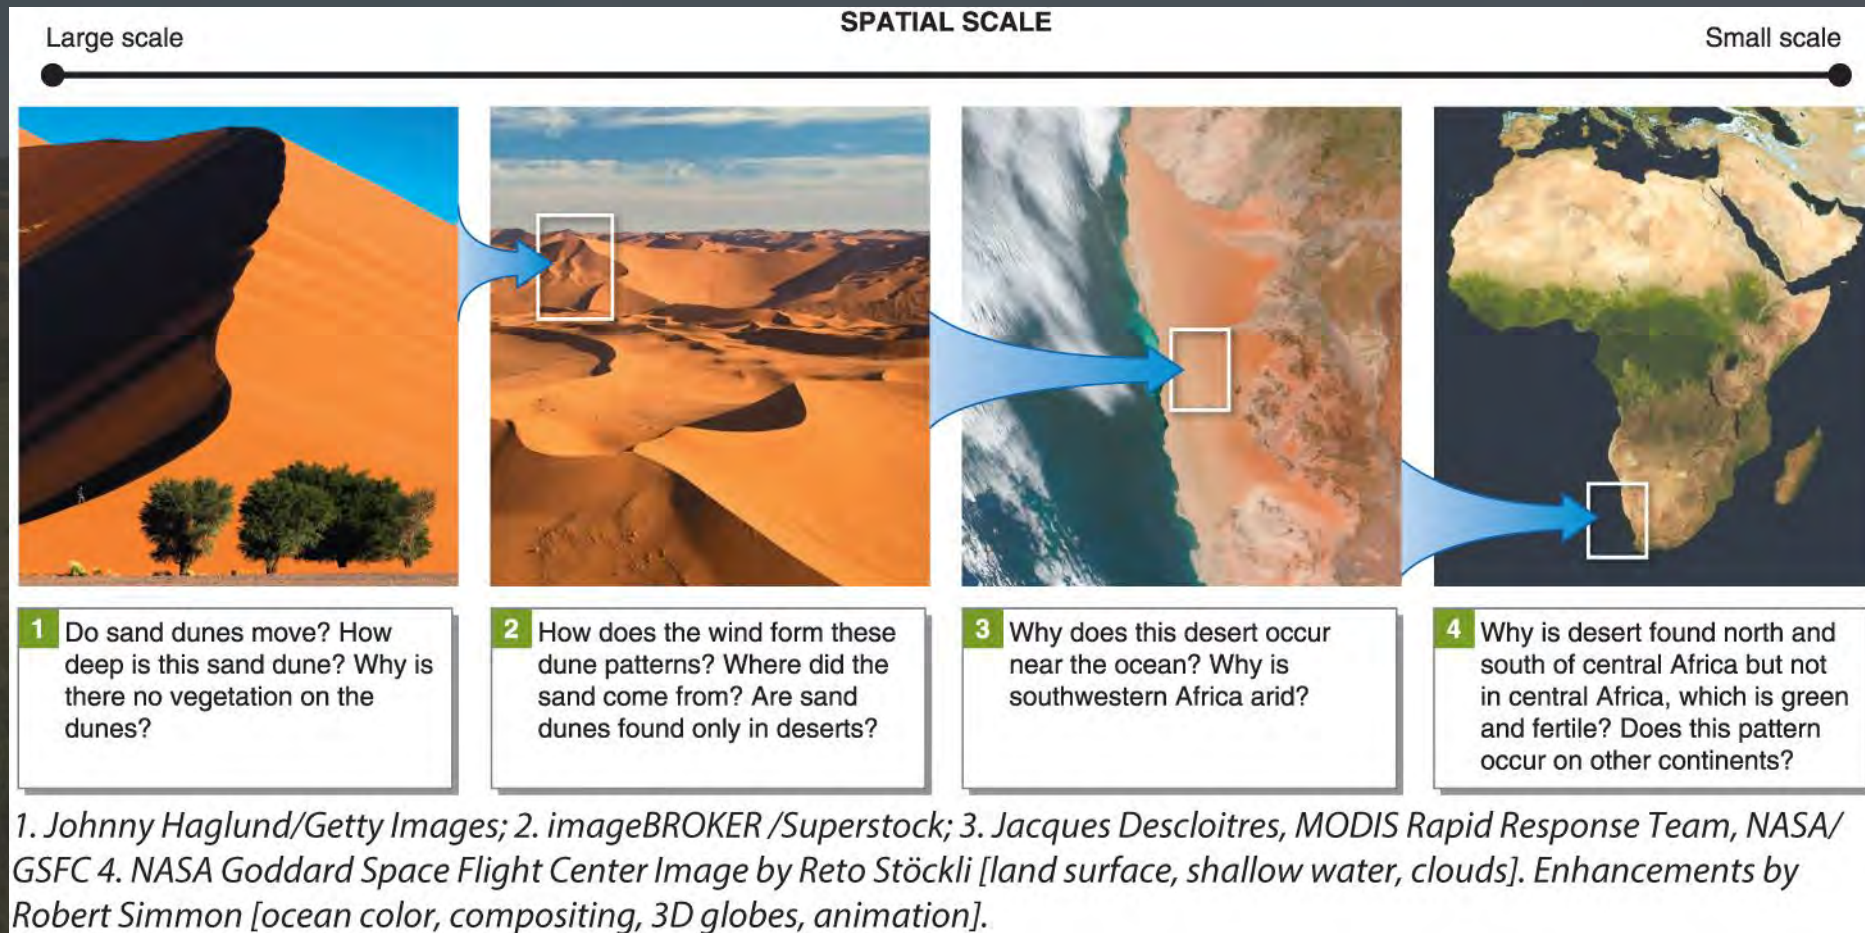 SPATIAL SCALE
Large scale
Small scale
1
Do sand dunes move? How
deep is this sand dune? Why is
there no vegetation on the
dunes?
2
How does the wind form these
dune patterns? Where did the
sand come from? Are sand
dunes found only in deserts?
3
Why does this desert occur
near the ocean? Why is
southwestern Africa arid?
4
Why is desert found north and
south of central Africa but not
in central Africa, which is green
and fertile? Does this pattern
occur on other continents?
1. Johnny Haglund/Getty Images; 2. imageBROKER /Superstock; 3. Jacques Descloitres, MODIS Rapid Response Team, NASA/
GSFC 4. NASA Goddard Space Flight Center Image by Reto Stöckli [land surface, shallow water, clouds]. Enhancements by
Robert Simmon [ocean color, compositing, 3D globes, animation].